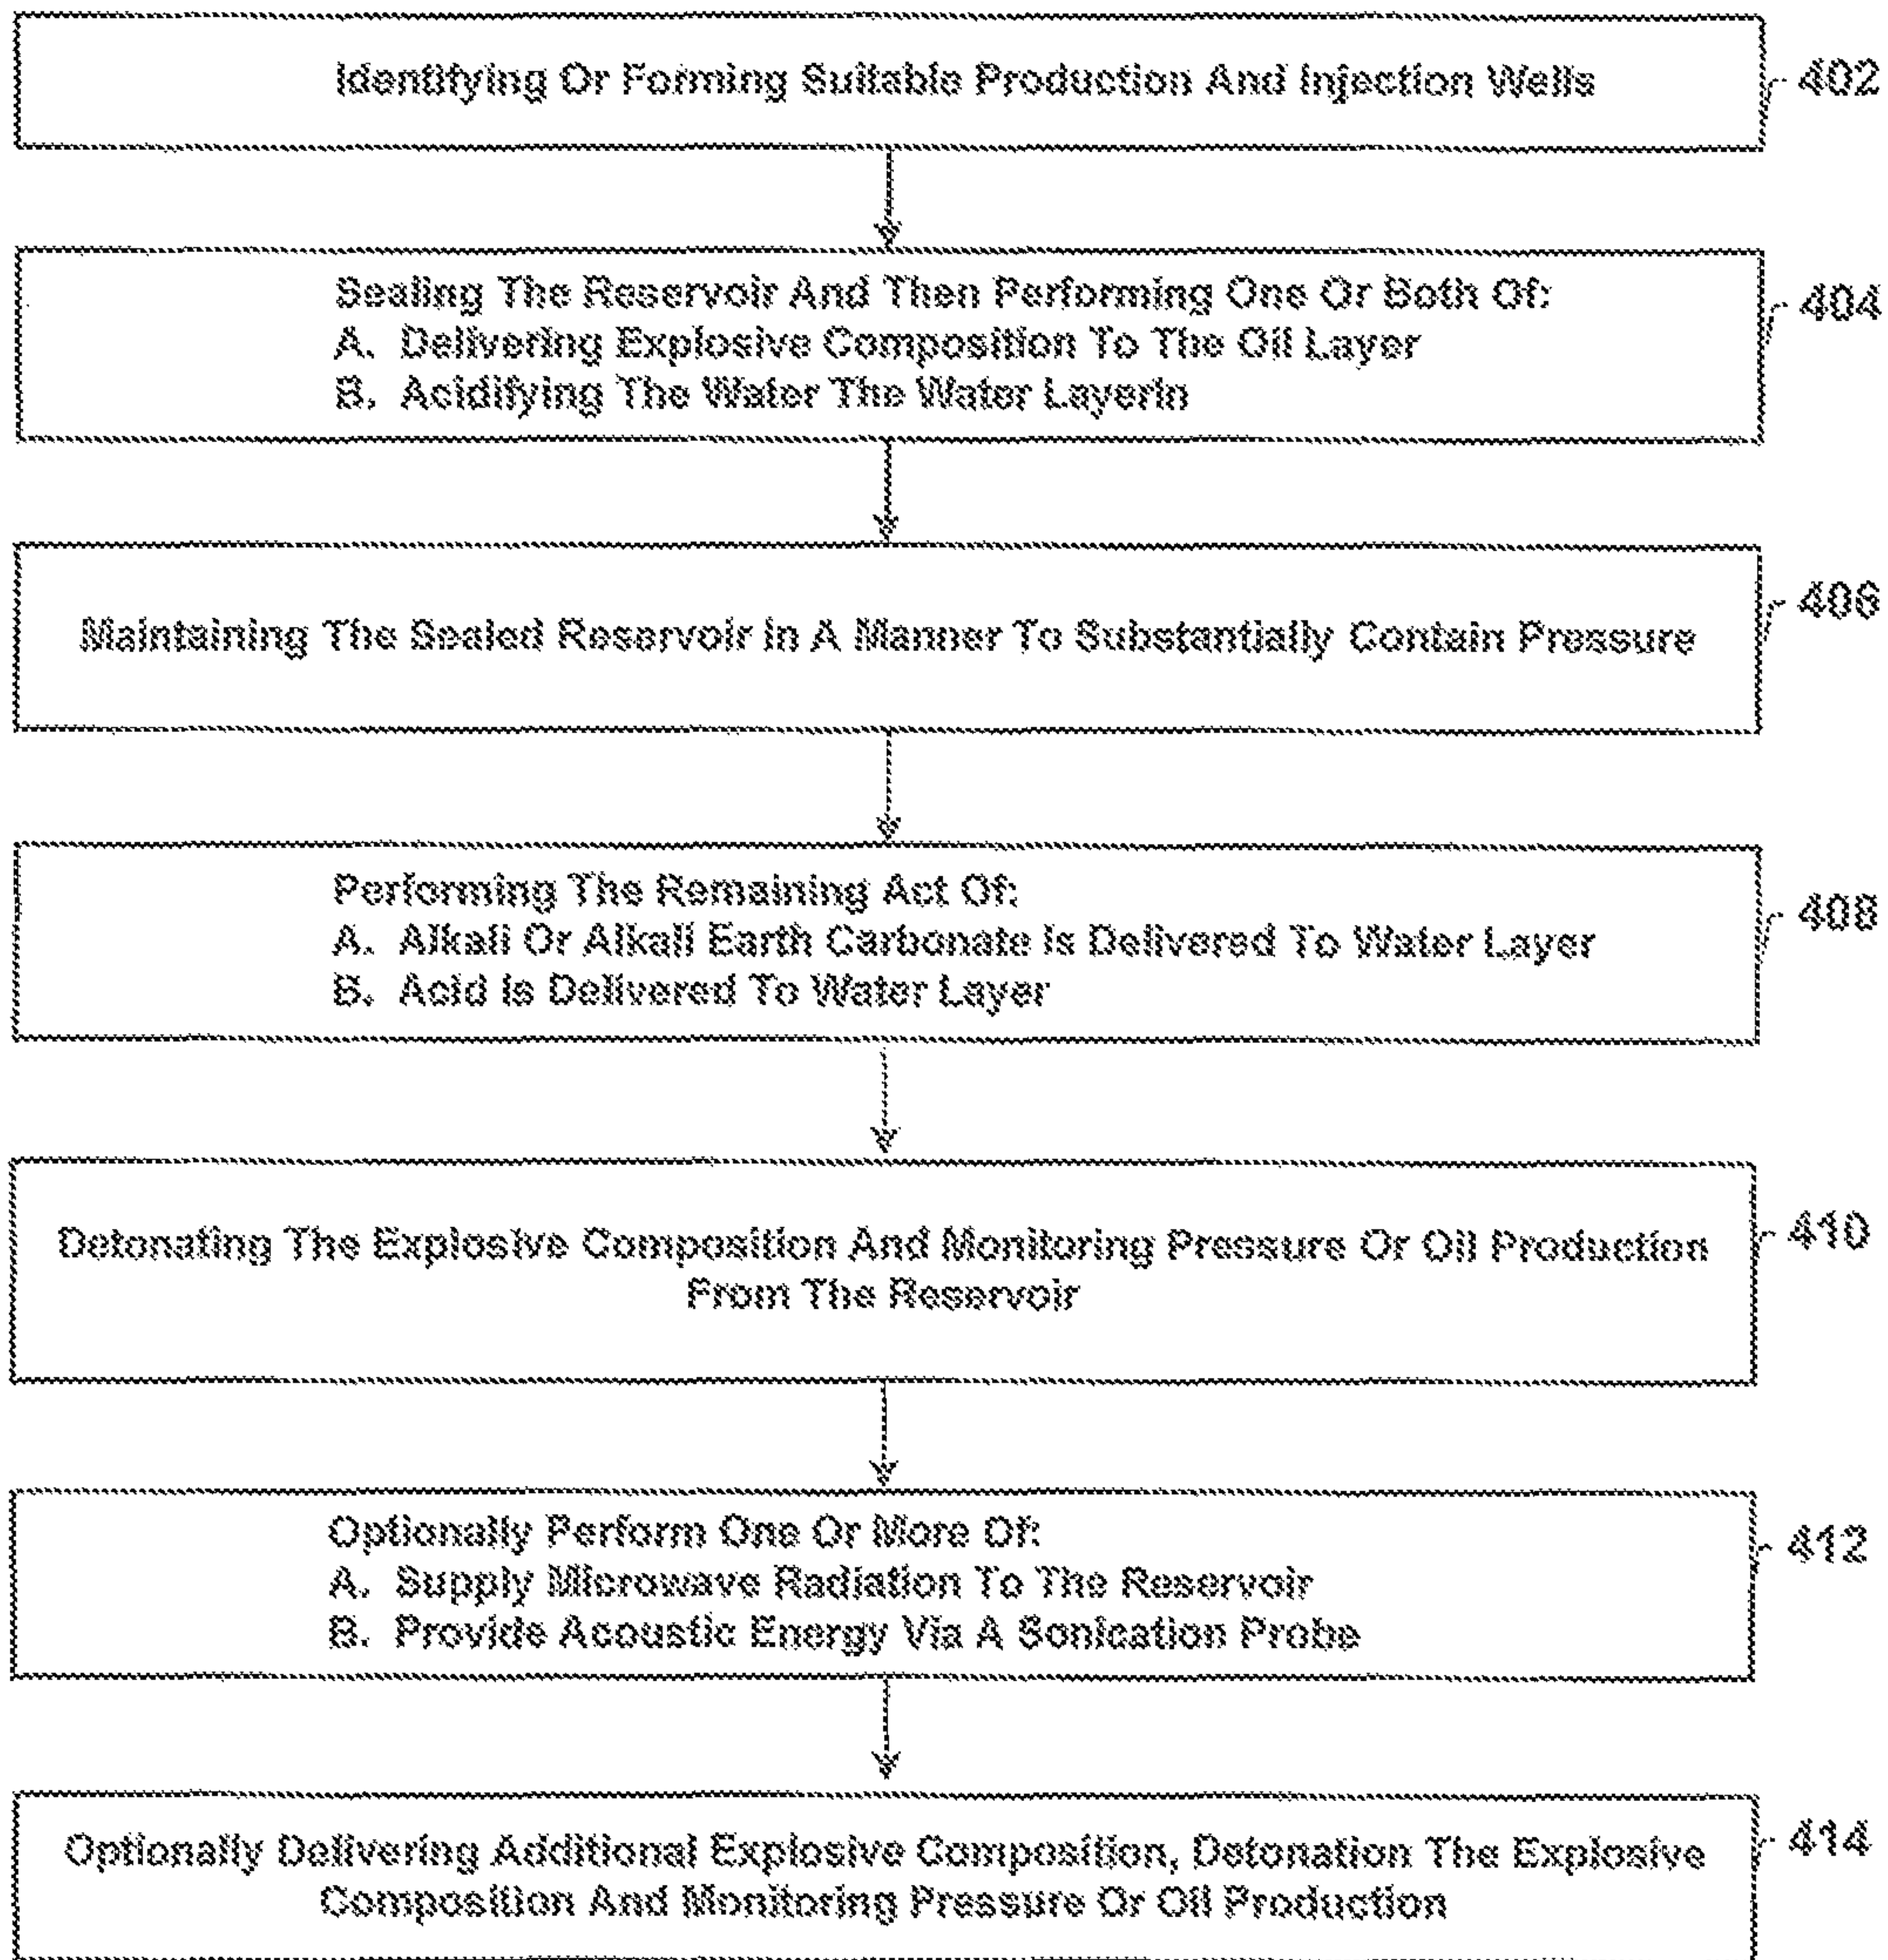 Identifying Or Forming Suitable Production And Injection Wells
402
Sealing The Reservoir And Then Performing One Or Both Of:
A. Delivering Explosive Composition To The Oil Layer
B. Acidifying The Water The Water LayerIn
404
Maintaining The Sealed Reservoir In A Manner To Substantially Contain Pressure
406
Performing The Remaining Act Of:
A. Alkali Or Alkali Earth Carbonate Is Delivered To Water Layer
B. Acid Is Delivered To Water Layer
408
Detonating The Explosive Composition And Monitoring Pressure Or Oil Production
From The Reservoir
410
Optionally Perform One Or More Of:
A. Supply Microwave Radiation To The Reservoir
B. Provide Acoustic Energy Via A Sonication Probe
412
Optionally Delivering Additional Explosive Composition, Detonation The Explosive
Composition And Monitoring Pressure Or Oil Production
414